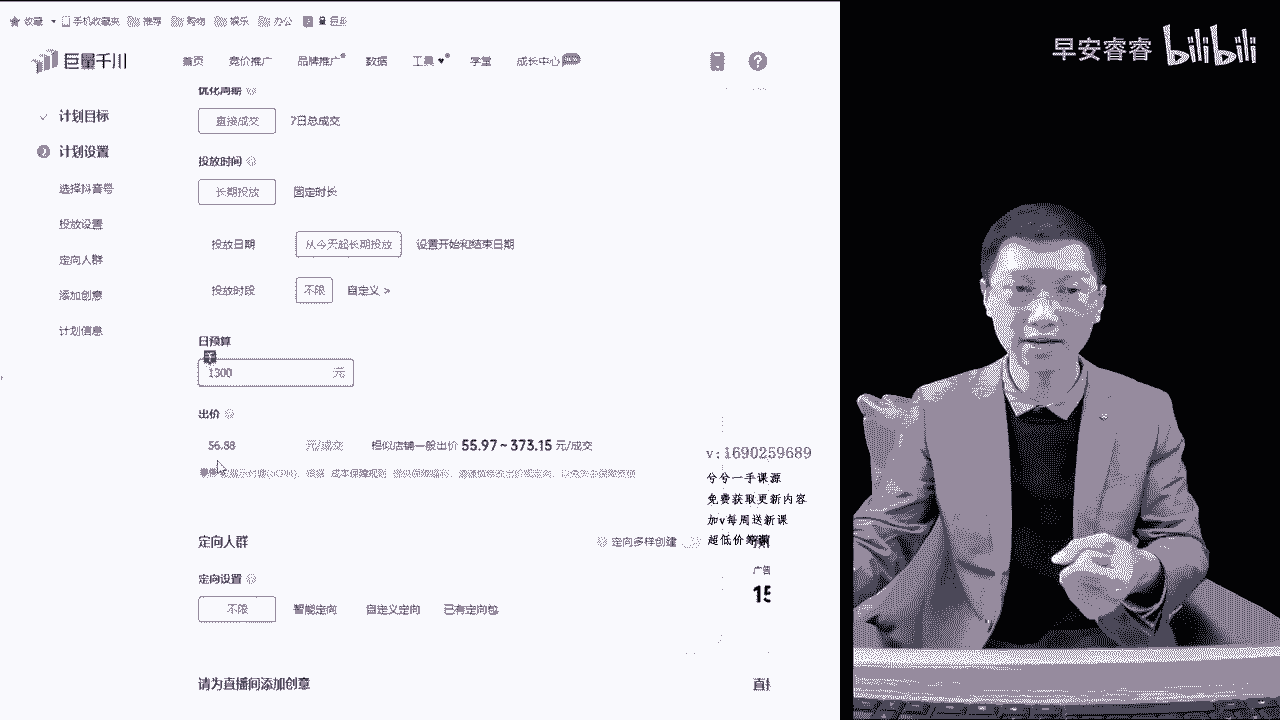 收藏 手机收藏夹 推荐 购物 娱乐 办公
巨量千川 首页 竞价推广 品牌推广 数据 工具 学堂 成长中心
早安睿睿 bilibili
计划目标
计划设置
选择抖音号
投放设置
定向人群
添加创意
计划信息
优化周期
直接成交 7日总成交
投放时间
长期投放 固定时长
投放日期 从今天起长期投放 设置开始和结束日期
投放时段 不限 自定义 >
日预算
1300 元
出价
56.88 元/成交 相似店铺一般出价 55.97 ~ 373.15 元/成交
v:1690259689
兮兮一手课源
免费获取更新内容
加v每周送新课
超低价
定向人群 定向多样创建
定向设置
广告
15
不限 智能定向 自定义定向 已有定向包
请为直播间添加创意
直播